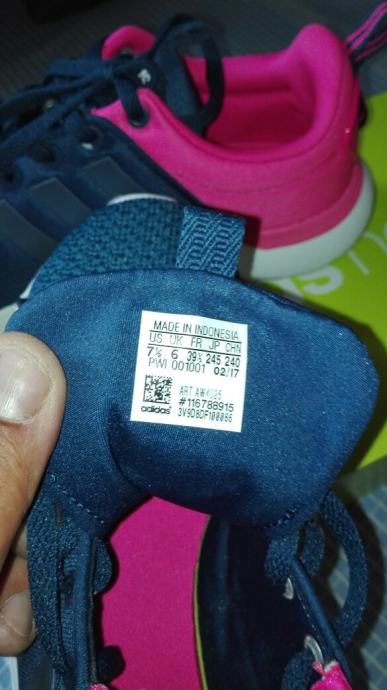 MADE IN INDONESIA
US UK FR JP CHN
7½ 6 39⅓ 245 240
PWI 001001 02/17
ART AW4025
#116788915
adidas 3V9D8DF100066